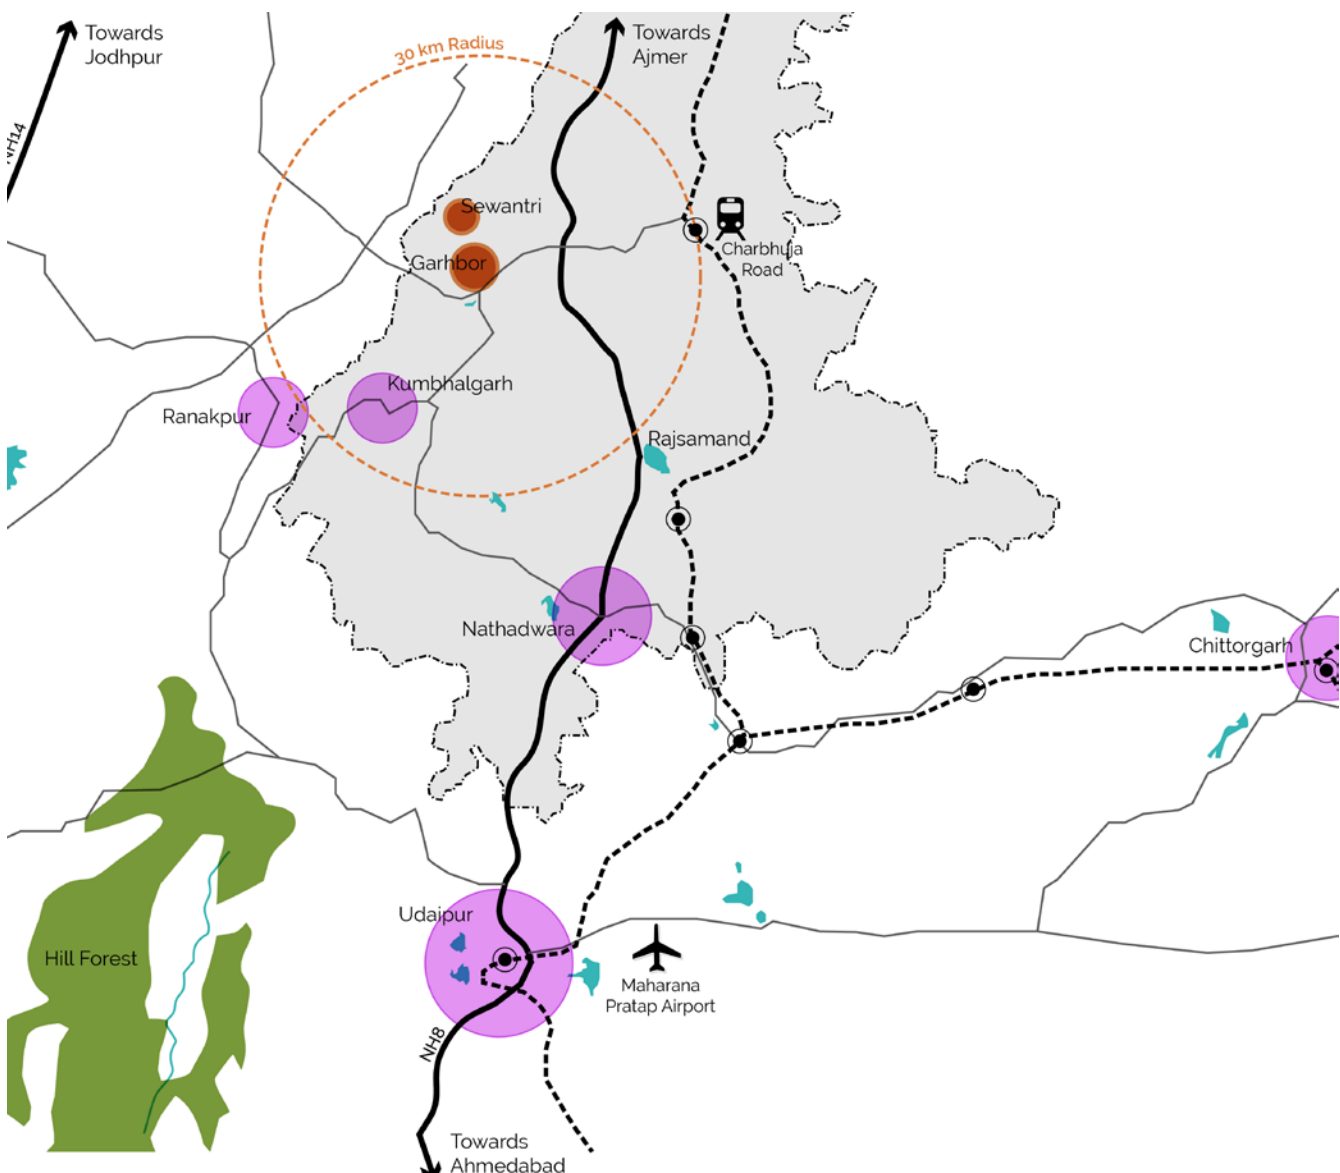 Towards
Jodhpur
30 km Radius
Towards
Ajmer
NH14
Sewantri
Charbhuja
Road
Garhbor
Kumbhalgarh
Ranakpur
Rajsamand
Nathadwara
Chittorgarh
Udaipur
Hill Forest
Maharana
Pratap Airport
NH8
Towards
Ahmedabad